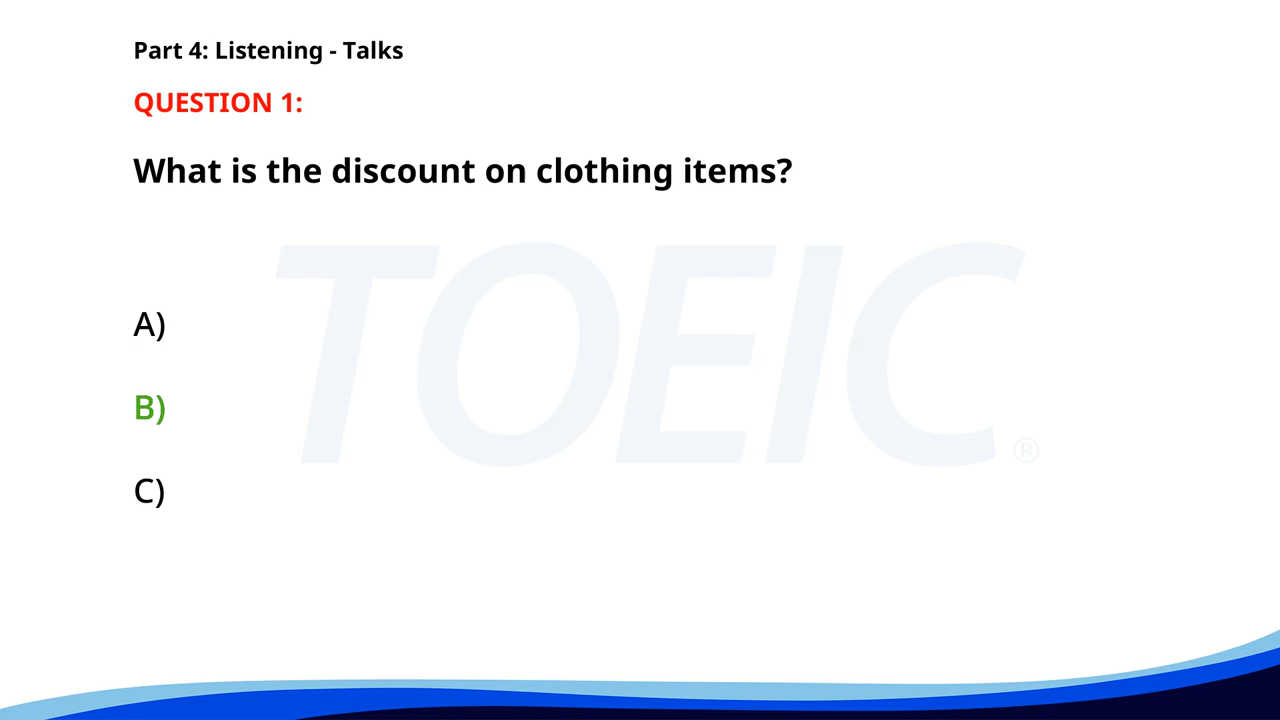 Part 4: Listening - Talks
QUESTION 1:
What is the discount on clothing items?
TOEIC®
A)
B)
C)